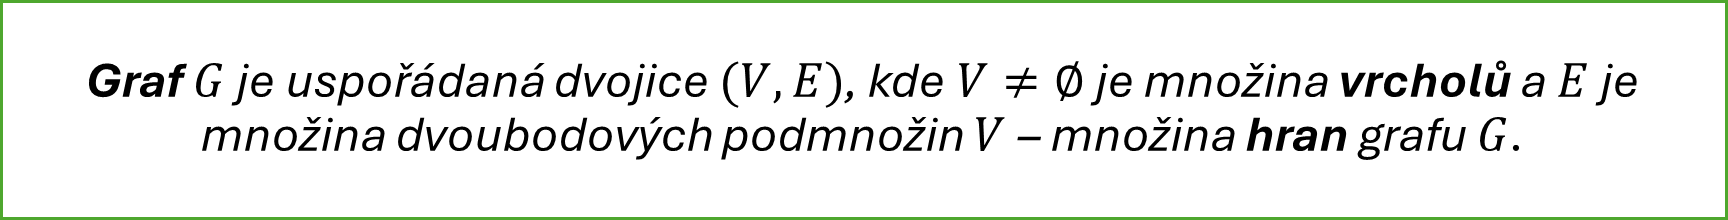 Graf G je uspořádaná dvojice (V, E), kde V ≠ ∅ je množina vrcholů a E je
množina dvoubodových podmnožin V – množina hran grafu G.